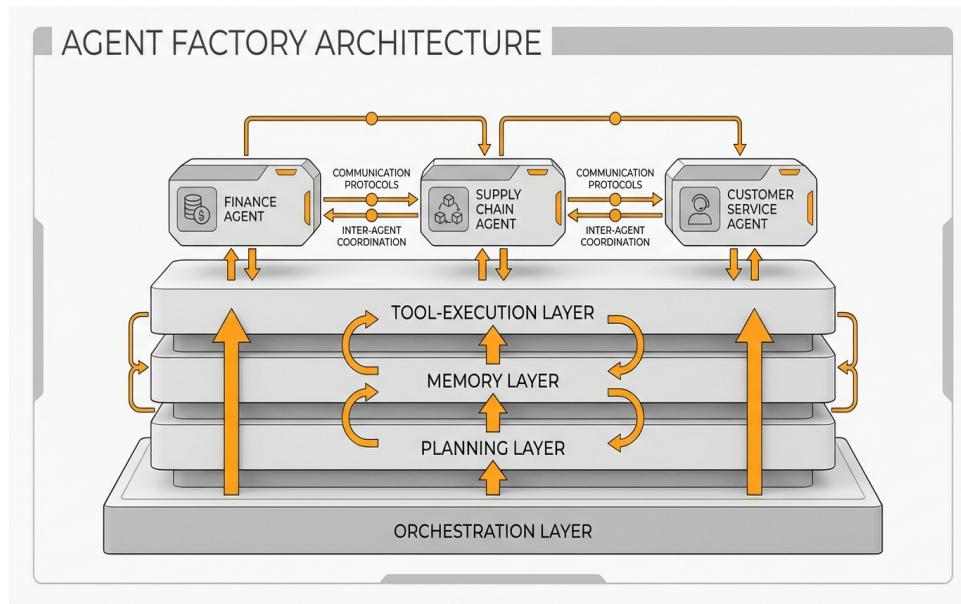 AGENT FACTORY ARCHITECTURE
FINANCE
AGENT
COMMUNICATION
PROTOCOLS
INTER-AGENT
COORDINATION
SUPPLY
CHAIN
AGENT
COMMUNICATION
PROTOCOLS
INTER-AGENT
COORDINATION
CUSTOMER
SERVICE
AGENT
TOOL-EXECUTION LAYER
MEMORY LAYER
PLANNING LAYER
ORCHESTRATION LAYER